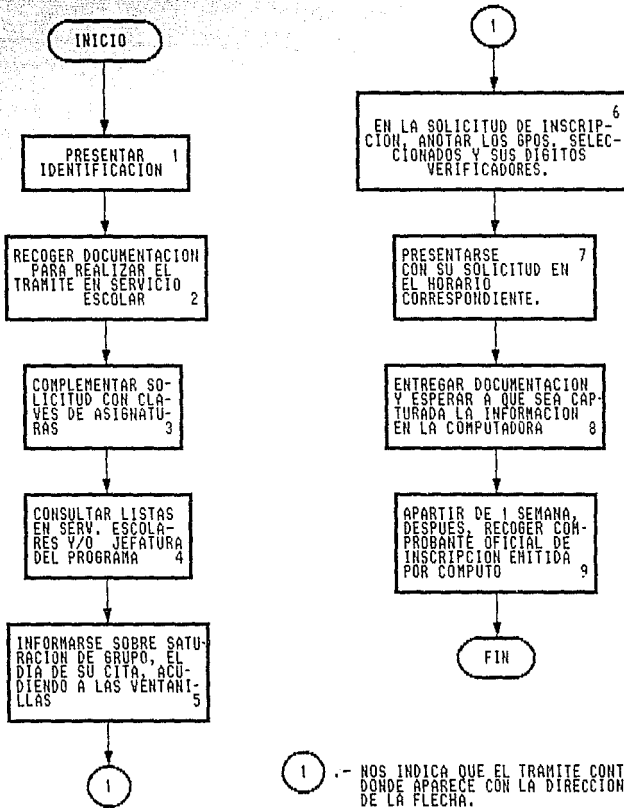 INICIO
PRESENTAR 1
IDENTIFICACION
RECOGER DOCUMENTACION
PARA REALIZAR EL
TRAMITE EN SERVICIO
ESCOLAR 2
COMPLEMENTAR SO-
LICITUD CON CLA-
VES DE ASIGNATU-
RAS 3
CONSULTAR LISTAS
EN SERV. ESCOLA-
RES Y/O JEFATURA
DEL PROGRAMA 4
INFORMARSE SOBRE SATU-
RACION DE GRUPO, EL
DIA DE SU CITA, ACU-
DIENDO A LAS VENTANI-
LLAS 5
1
1
6
EN LA SOLICITUD DE INSCRIP-
CION, ANOTAR LOS GPOS. SELEC-
CIONADOS Y SUS DIGITOS
VERIFICADORES.
PRESENTARSE 7
CON SU SOLICITUD EN
EL HORARIO
CORRESPONDIENTE.
ENTREGAR DOCUMENTACION
Y ESPERAR A QUE SEA CAP-
TURADA LA INFORMACION
EN LA COMPUTADORA 8
APARTIR DE 1 SEMANA,
DESPUES, RECOGER COM-
PROBANTE OFICIAL DE
INSCRIPCION EMITIDA
POR COMPUTO 9
FIN
1 .- NOS INDICA QUE EL TRAMITE CONT
DONDE APARECE CON LA DIRECCION
DE LA FLECHA.